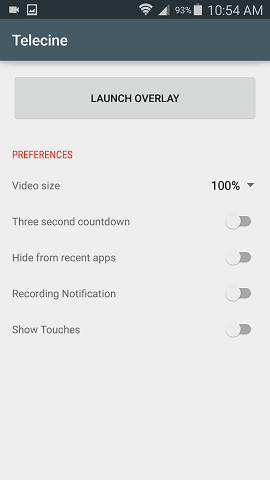 93% 10:54 AM
Telecine
LAUNCH OVERLAY
PREFERENCES
Video size 100%
Three second countdown
Hide from recent apps
Recording Notification
Show Touches